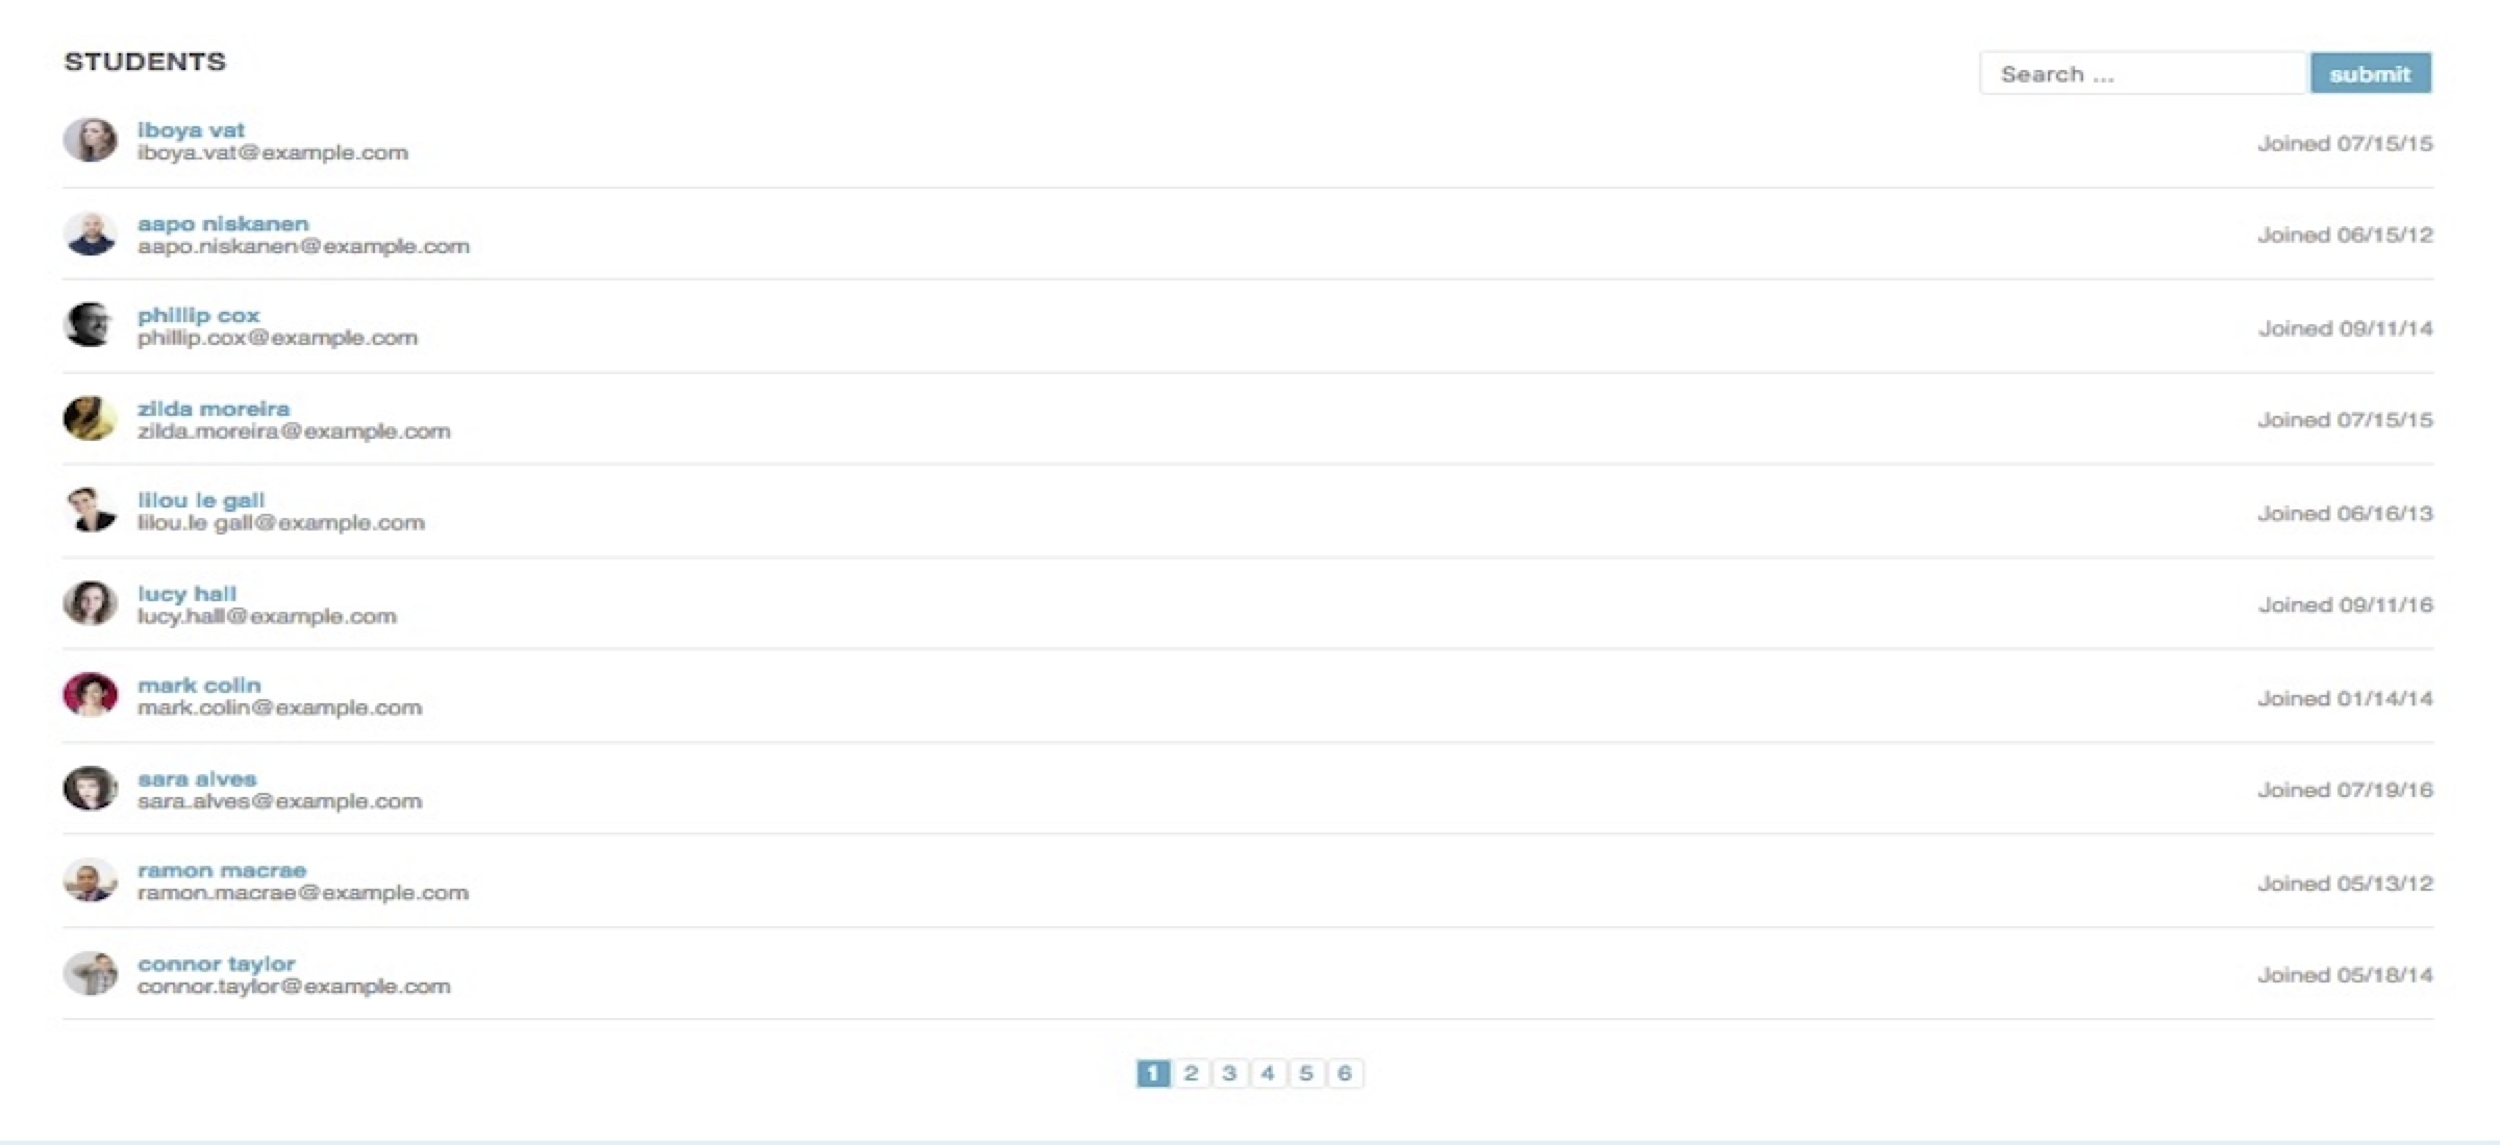 STUDENTS
Search ...
submit
iboya vat
iboya.vat@example.com
Joined 07/15/15
aapo niskanen
aapo.niskanen@example.com
Joined 06/15/12
phillip cox
phillip.cox@example.com
Joined 09/11/14
zilda moreira
zilda.moreira@example.com
Joined 07/15/15
lilou le gall
lilou.le gall@example.com
Joined 06/16/13
lucy hall
lucy.hall@example.com
Joined 09/11/16
mark colin
mark.colin@example.com
Joined 01/14/14
sara alves
sara.alves@example.com
Joined 07/19/16
ramon macrae
ramon.macrae@example.com
Joined 05/13/12
connor taylor
connor.taylor@example.com
Joined 05/18/14
1 2 3 4 5 6